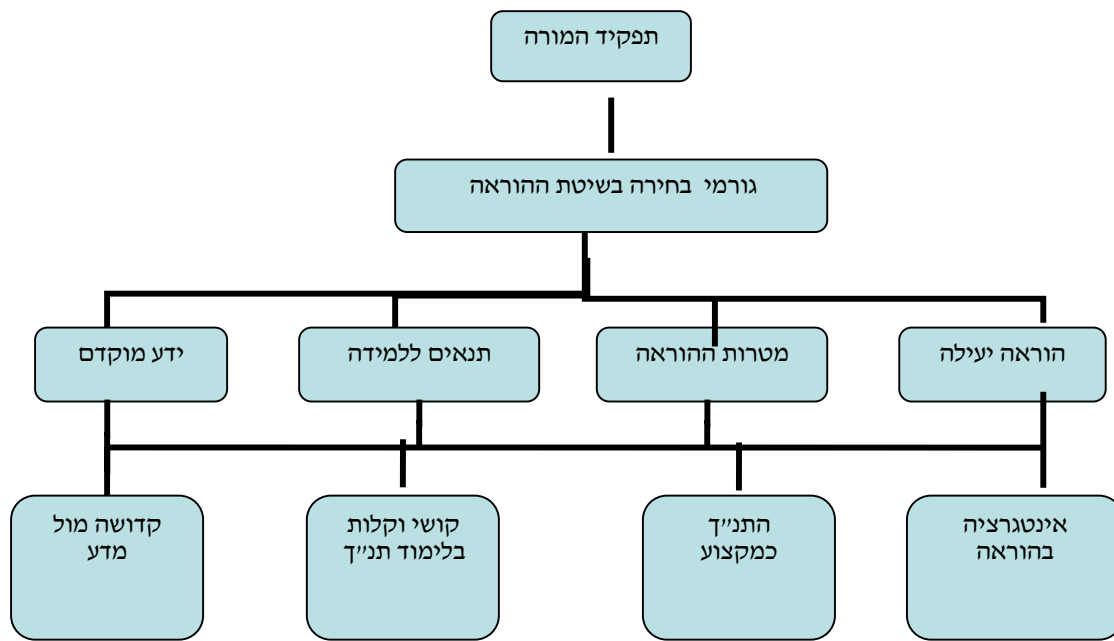 תפקיד המורה
גורמי בחירה בשיטת ההוראה
הוראה יעילה
מטרות ההוראה
תנאים ללמידה
ידע מוקדם
אינטגרציה
בהוראה
התנ״ך
כמקצוע
קושי וקלות
בלימוד תנ״ך
קדושה מול
מדע